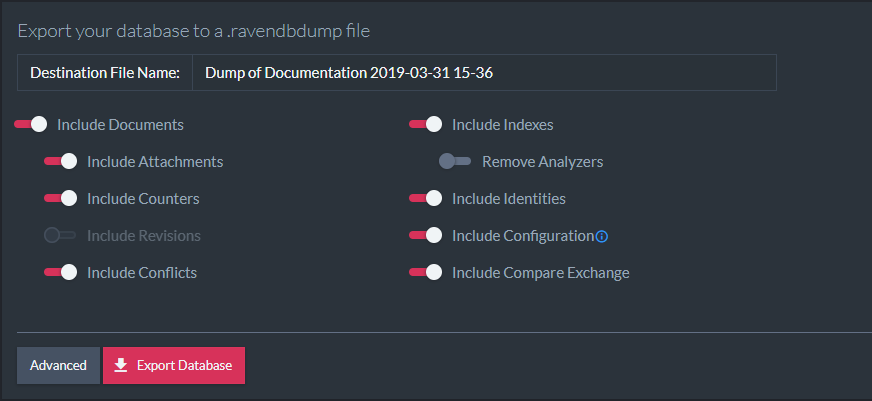 Export your database to a .ravendbdump file
Destination File Name: Dump of Documentation 2019-03-31 15-36
Include Documents Include Indexes
Include Attachments Remove Analyzers
Include Counters Include Identities
Include Revisions Include Configuration
Include Conflicts Include Compare Exchange
Advanced Export Database